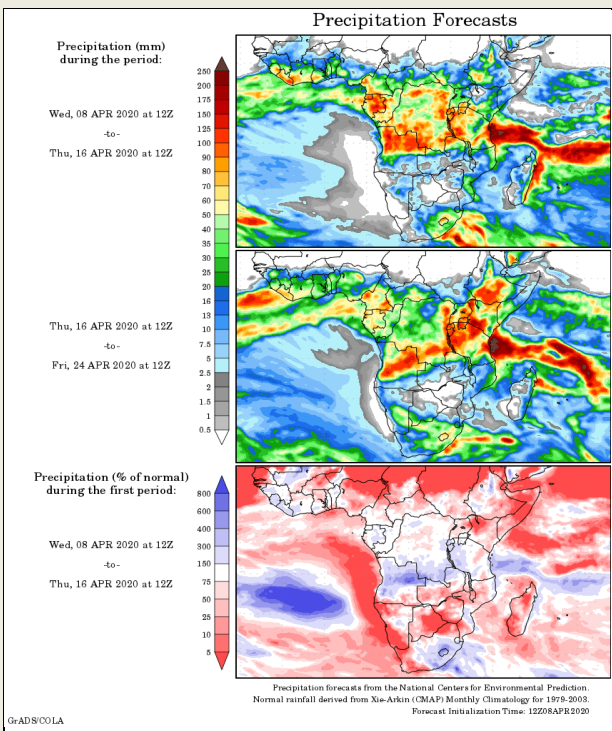 Precipitation Forecasts
Precipitation (mm)
during the period:
Wed, 08 APR 2020 at 12Z
-to-
Thu, 16 APR 2020 at 12Z
250
200
175
150
125
100
90
80
70
60
50
40
35
30
25
20
16
13
10
7.5
5
2.5
2
1.5
1
0.5
Thu, 16 APR 2020 at 12Z
-to-
Fri, 24 APR 2020 at 12Z
Precipitation (% of normal)
during the first period:
Wed, 08 APR 2020 at 12Z
-to-
Thu, 16 APR 2020 at 12Z
800
600
400
300
150
75
50
25
10
5
Precipitation forecasts from the National Centers for Environmental Prediction.
Normal rainfall derived from Xie-Arkin (CMAP) Monthly Climatology for 1979-2003.
Forecast Initialization Time: 12Z08APR2020
GrADS/COLA